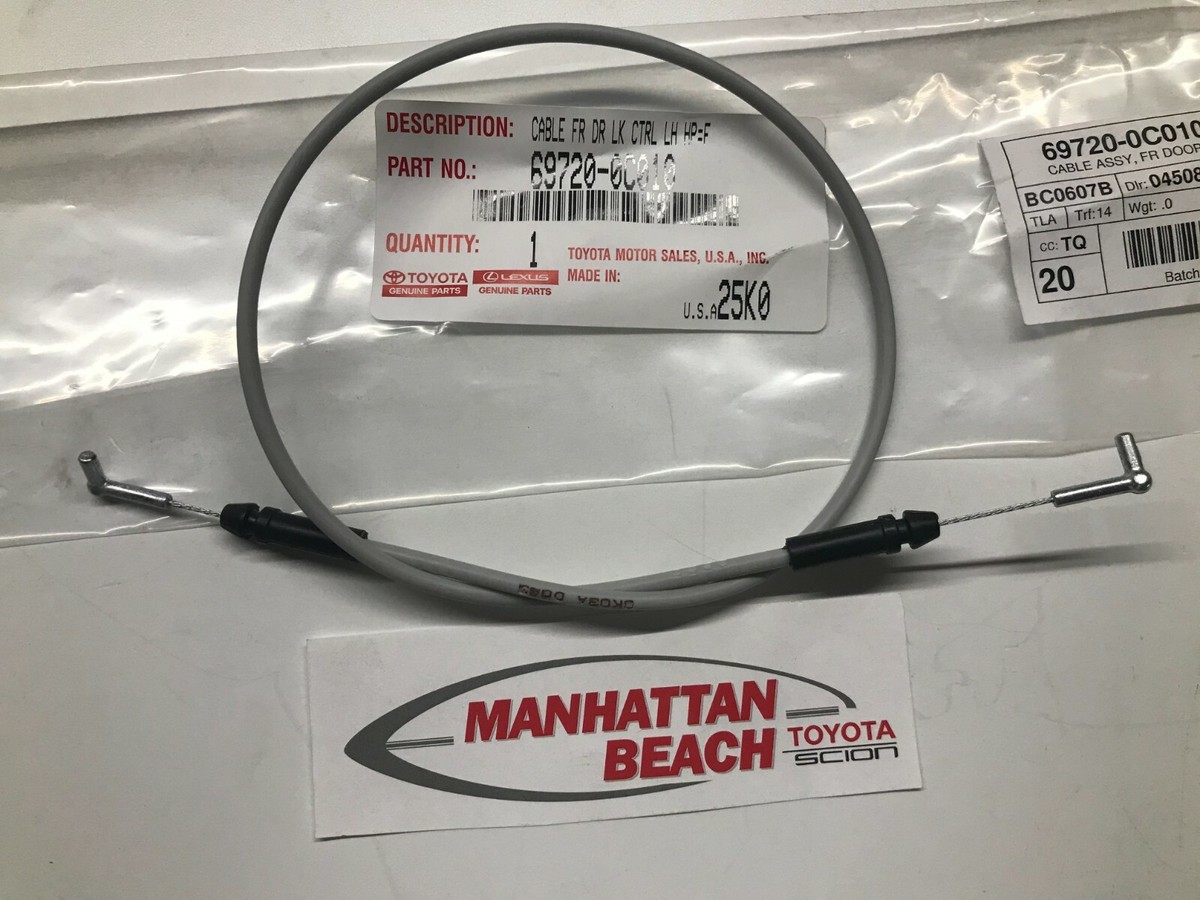 DESCRIPTION: CABLE FR DR LK CTRL LH HP=F
PART NO.: 69720-0C010
QUANTITY: 1
TOYOTA MOTOR SALES, U.S.A., INC.
TOYOTA
GENUINE PARTS
LEXUS
GENUINE PARTS
MADE IN:
U.S.A 25K0
69720-0C010
CABLE ASSY, FR DOOR
BC0607B
Dlr: 04508
TLA
Trf: 14
Wgt: .0
CC: TQ
20
Batch
MANHATTAN
BEACH
TOYOTA
SCION